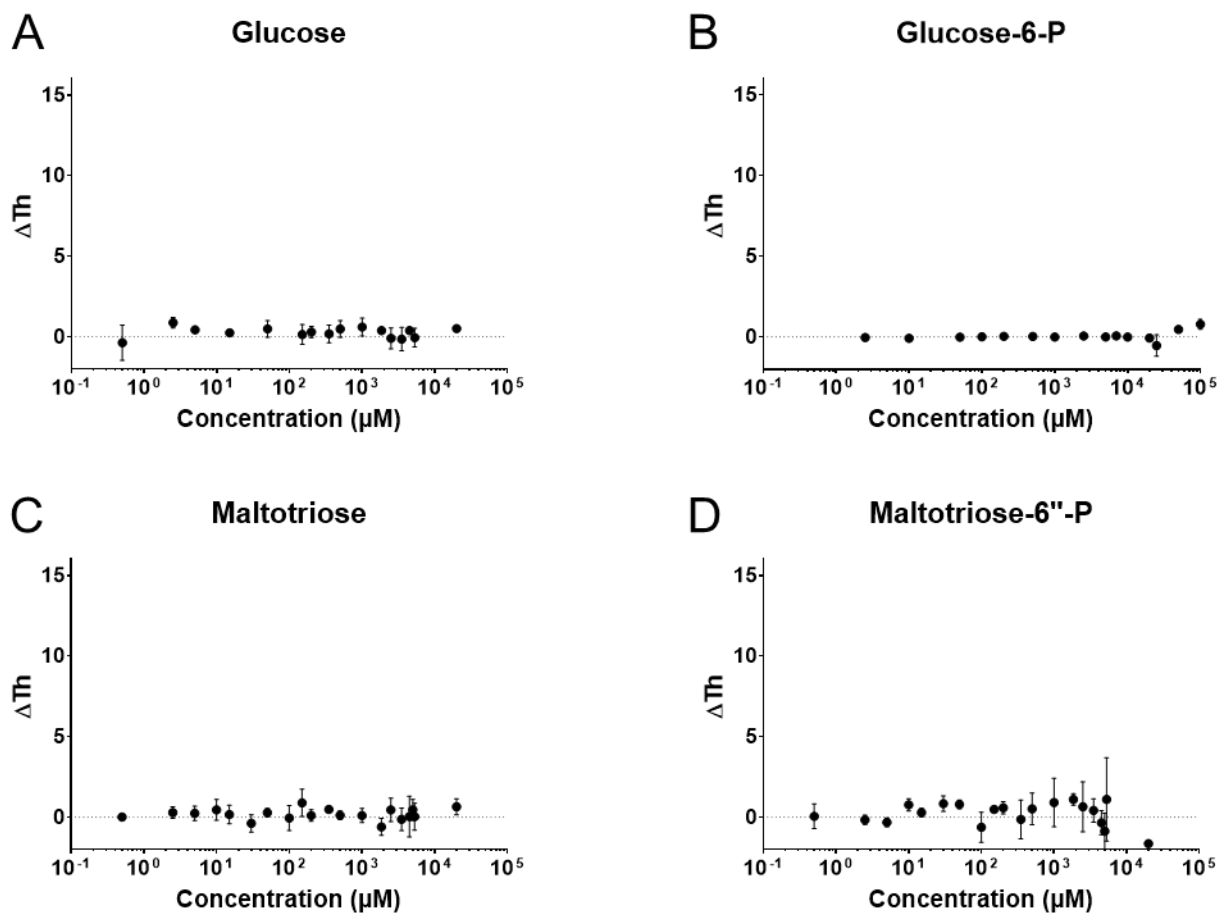 A
Glucose
15
10
5
0
ΔTh
10-1 100 101 102 103 104 105
Concentration (µM)
B
Glucose-6-P
15
10
5
0
ΔTh
10-1 100 101 102 103 104 105
Concentration (µM)
C
Maltotriose
15
10
5
0
ΔTh
10-1 100 101 102 103 104 105
Concentration (µM)
D
Maltotriose-6"-P
15
10
5
0
ΔTh
10-1 100 101 102 103 104 105
Concentration (µM)